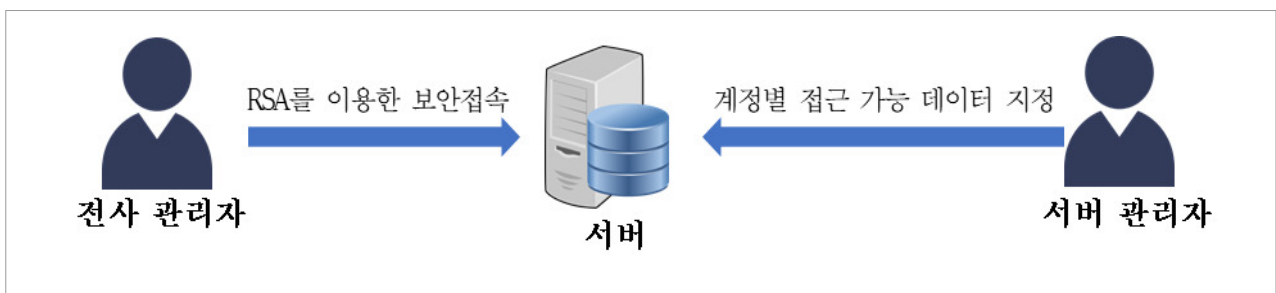 RSA를 이용한 보안접속
계정별 접근 가능 데이터 지정
전사 관리자
서버
서버 관리자